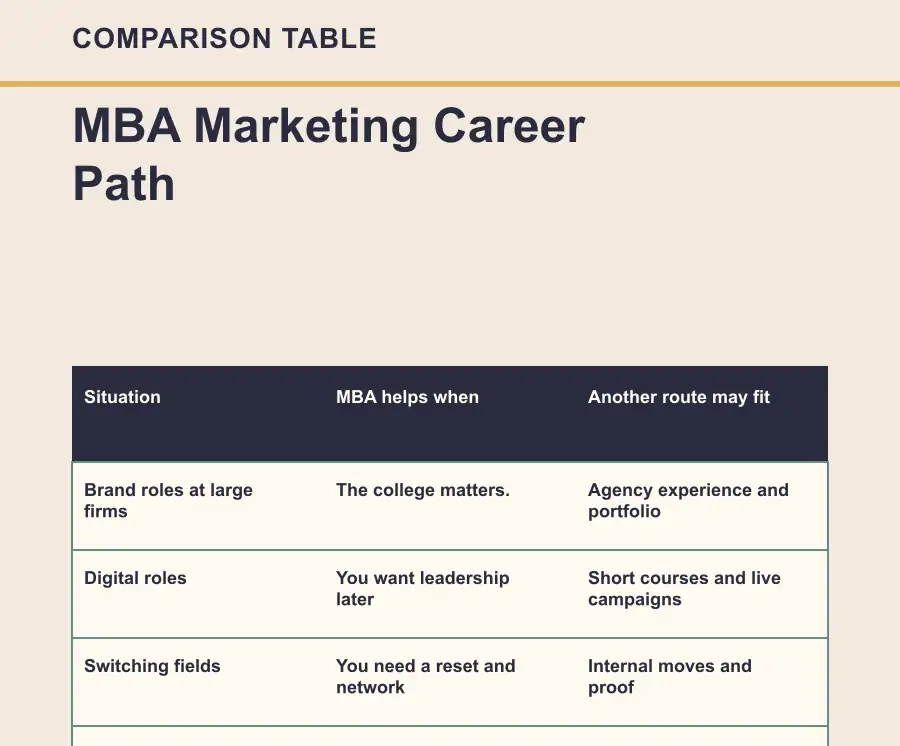 COMPARISON TABLE
MBA Marketing Career
Path
Situation
MBA helps when
Another route may fit
Brand roles at large
firms
The college matters.
Agency experience and
portfolio
Digital roles
You want leadership
later
Short courses and live
campaigns
Switching fields
You need a reset and
network
Internal moves and
proof